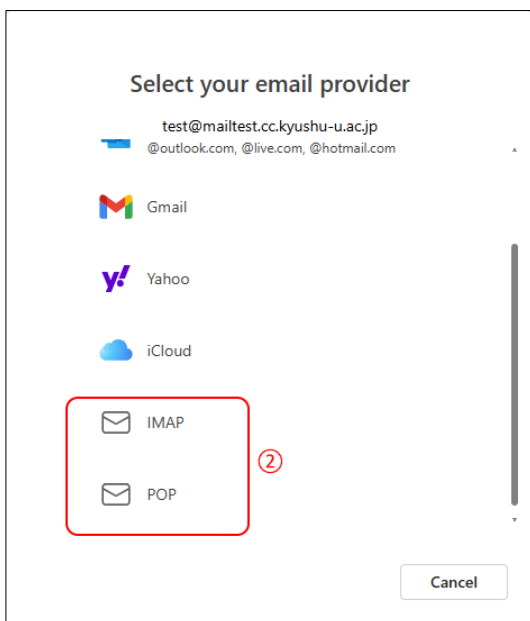 Select your email provider
test@mailtest.cc.kyushu-u.ac.jp
@outlook.com, @live.com, @hotmail.com
Gmail
y! Yahoo
iCloud
IMAP
②
POP
Cancel